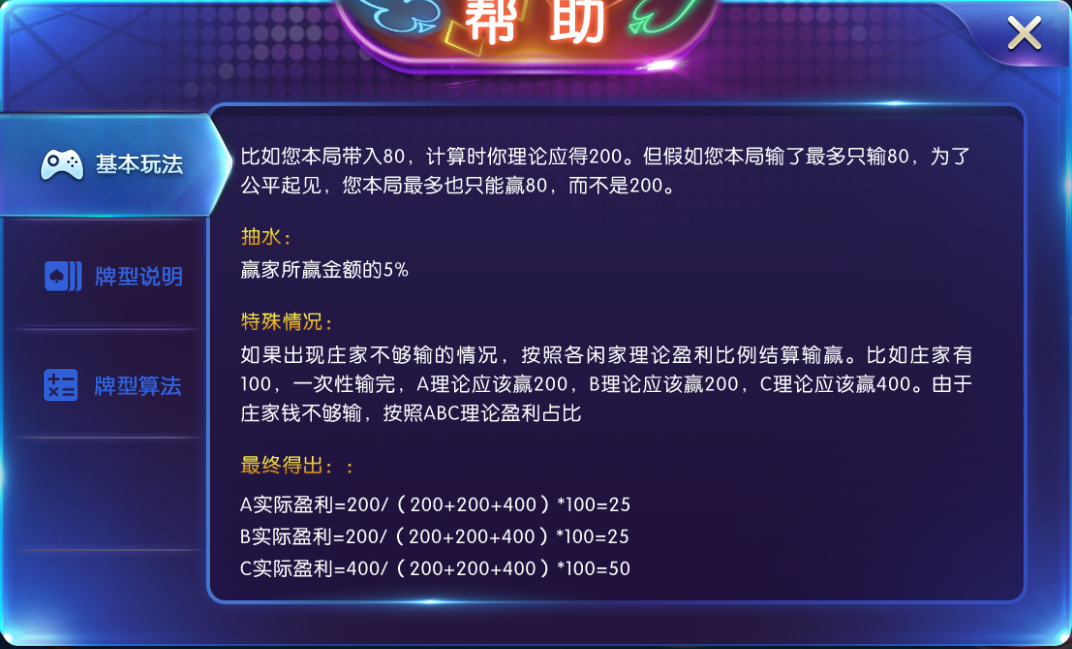 帮助
基本玩法
牌型说明
牌型算法
比如您本局带入80，计算时你理论应得200。但假如您本局输了最多只输80，为了
公平起见，您本局最多也只能赢80，而不是200。
抽水：
赢家所赢金额的5%
特殊情况：
如果出现庄家不够输的情况，按照各闲家理论盈利比例结算输赢。比如庄家有
100，一次性输完，A理论应该赢200，B理论应该赢200，C理论应该赢400。由于
庄家钱不够输，按照ABC理论盈利占比
最终得出：：
A实际盈利=200/（200+200+400）*100=25
B实际盈利=200/（200+200+400）*100=25
C实际盈利=400/（200+200+400）*100=50